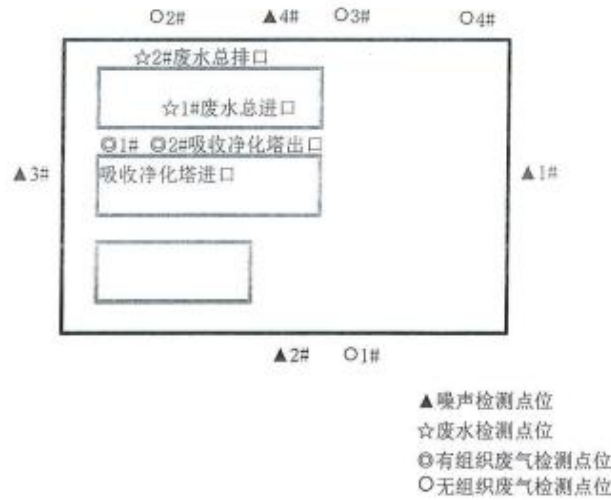 ○2# ▲4# ○3# ○4#
☆2#废水总排口
☆1#废水总进口
◎1# ◎2#吸收净化塔出口
▲3# 吸收净化塔进口 ▲1#
▲2# ○1#
▲噪声检测点位
☆废水检测点位
◎有组织废气检测点位
○无组织废气检测点位